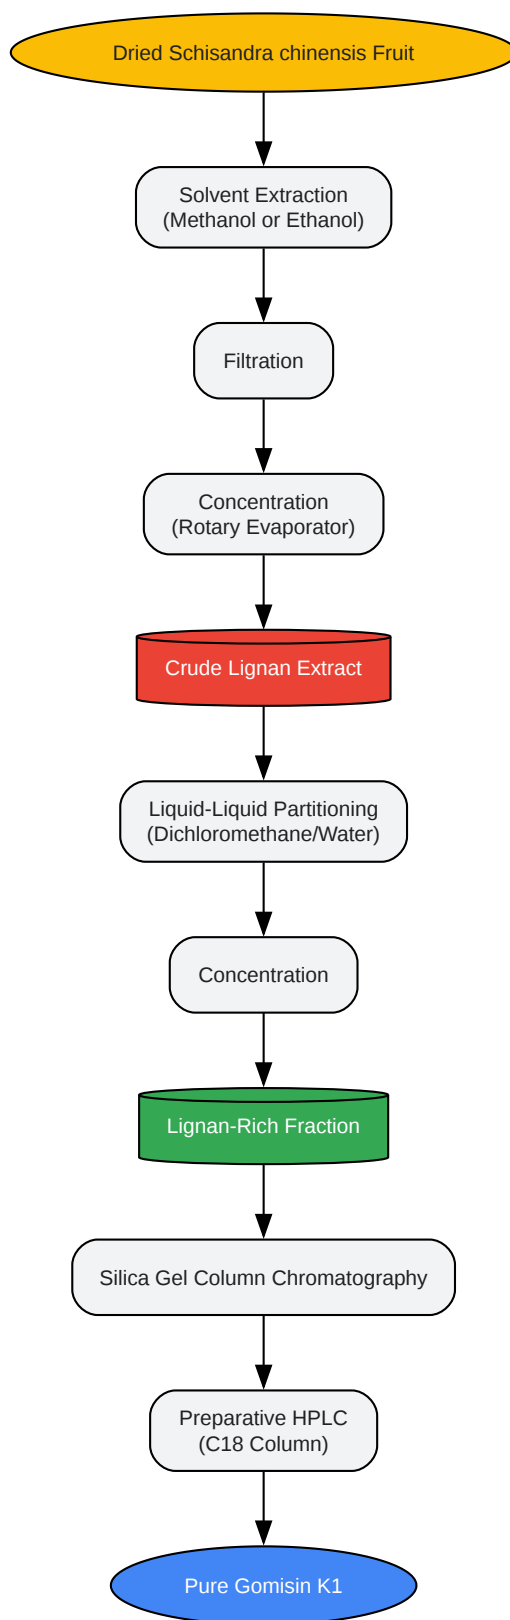 Dried Schisandra chinensis Fruit
Solvent Extraction
(Methanol or Ethanol)
Filtration
Concentration
(Rotary Evaporator)
Crude Lignan Extract
Liquid-Liquid Partitioning
(Dichloromethane/Water)
Concentration
Lignan-Rich Fraction
Silica Gel Column Chromatography
Preparative HPLC
(C18 Column)
Pure Gomisin K1